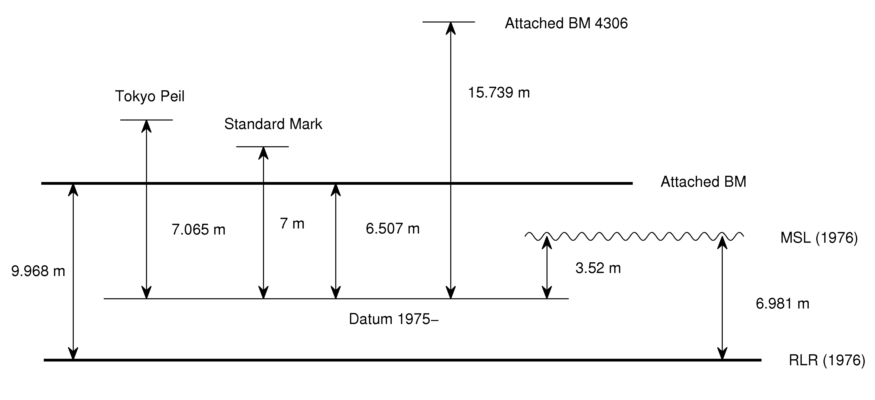 Attached BM 4306
15.739 m
Tokyo Peil
Standard Mark
Attached BM
7.065 m
7 m
6.507 m
MSL (1976)
9.968 m
3.52 m
6.981 m
Datum 1975–
RLR (1976)